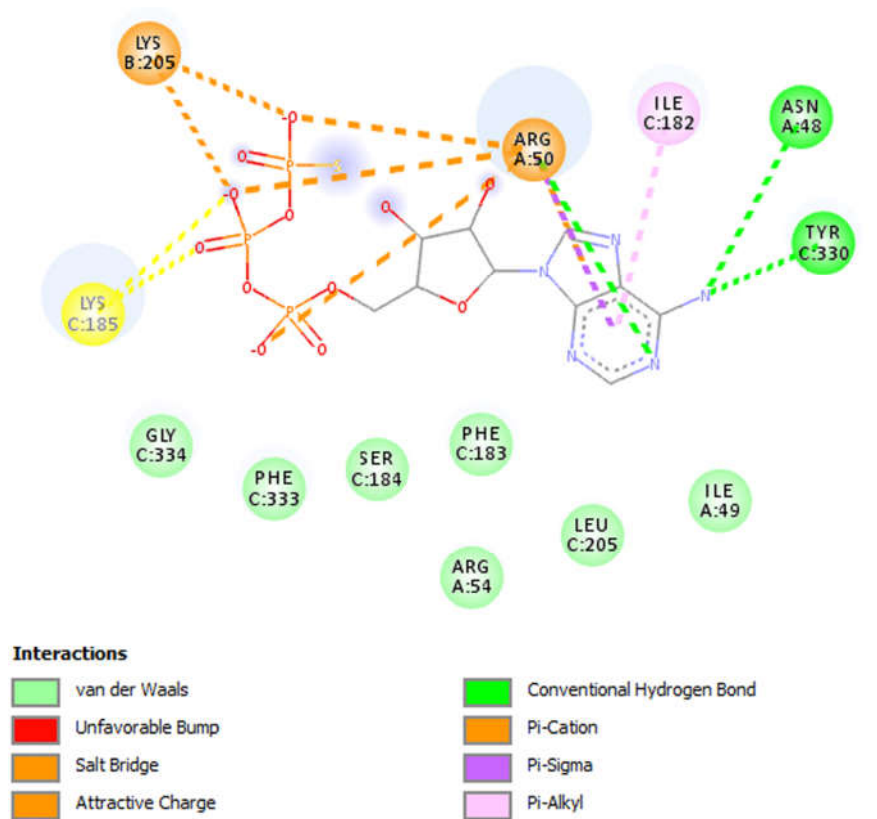 LYS
B:205
ARG
A:50
ILE
C:182
ASN
A:48
TYR
C:330
LYS
C:185
-O
O
P
S
O
-O
O
P
O
O
P
-O
O
O
O
O
O
N
N
N
N
N
GLY
C:334
PHE
C:333
SER
C:184
PHE
C:183
ARG
A:54
LEU
C:205
ILE
A:49
Interactions
van der Waals
Unfavorable Bump
Salt Bridge
Attractive Charge
Conventional Hydrogen Bond
Pi-Cation
Pi-Sigma
Pi-Alkyl